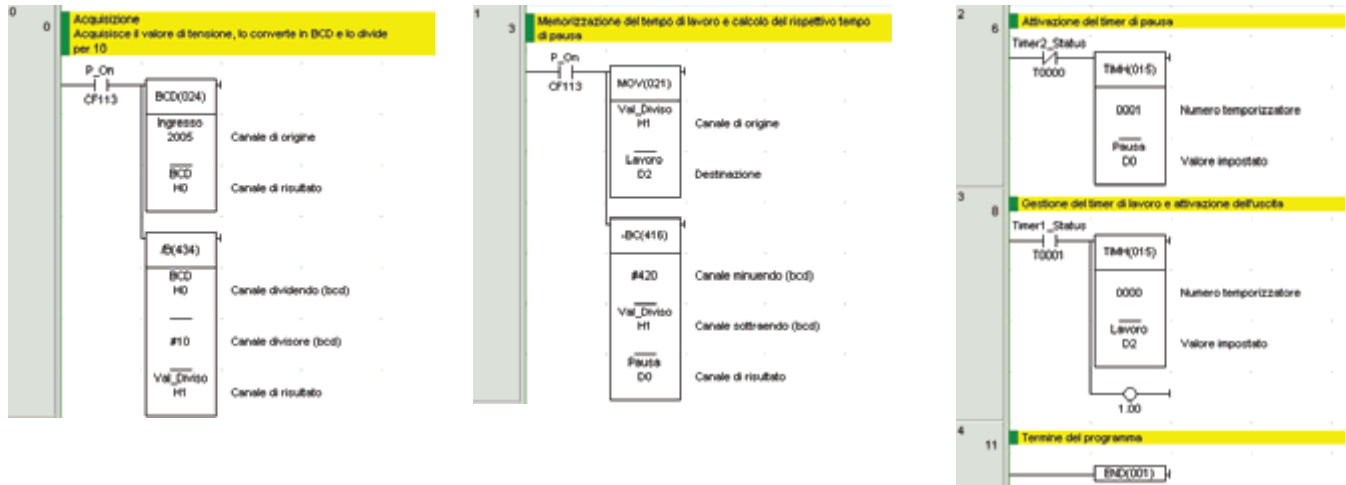 0
0
Acquisizione
Acquisisce il valore di tensione, lo converte in BCD e lo divide
per 10
P_On
CF113
BCD(024)
Ingresso
2005
Canale di origine
BCD
H0
Canale di risultato
/B(434)
BCD
H0
Canale dividendo (bcd)
#10
Canale divisore (bcd)
Val_Diviso
H1
Canale di risultato
1
3
Memorizzazione del tempo di lavoro e calcolo del rispettivo tempo
di pausa
P_On
CF113
MOV(021)
Val_Diviso
H1
Canale di origine
Lavoro
D2
Destinazione
-BC(416)
#420
Canale minuendo (bcd)
Val_Diviso
H1
Canale sottraendo (bcd)
Pausa
D0
Canale di risultato
2
6
Attivazione del timer di pausa
Timer2_Status
T0000
TIMH(015)
0001
Numero temporizzatore
Pausa
D0
Valore impostato
3
8
Gestione del timer di lavoro e attivazione dell'uscita
Timer1_Status
T0001
TIMH(015)
0000
Numero temporizzatore
Lavoro
D2
Valore impostato
1.00
4
11
Termine del programma
END(001)